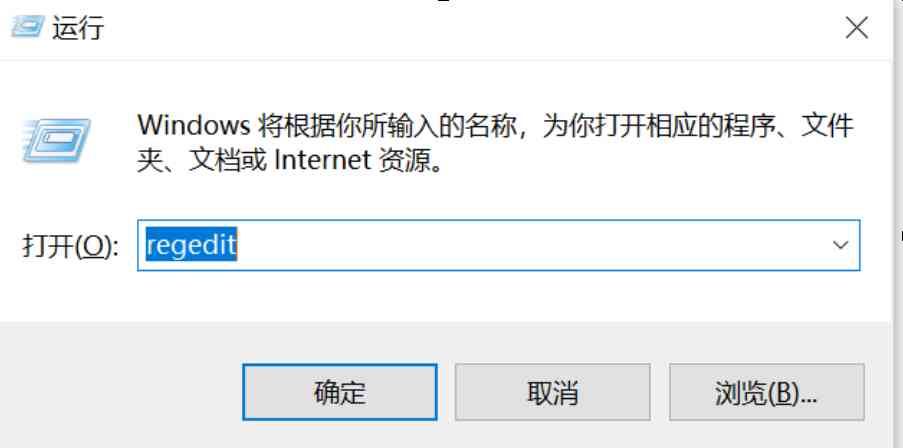 运行
Windows 将根据你所输入的名称，为你打开相应的程序、文件
夹、文档或 Internet 资源。
打开(O): regedit
确定 取消 浏览(B)...